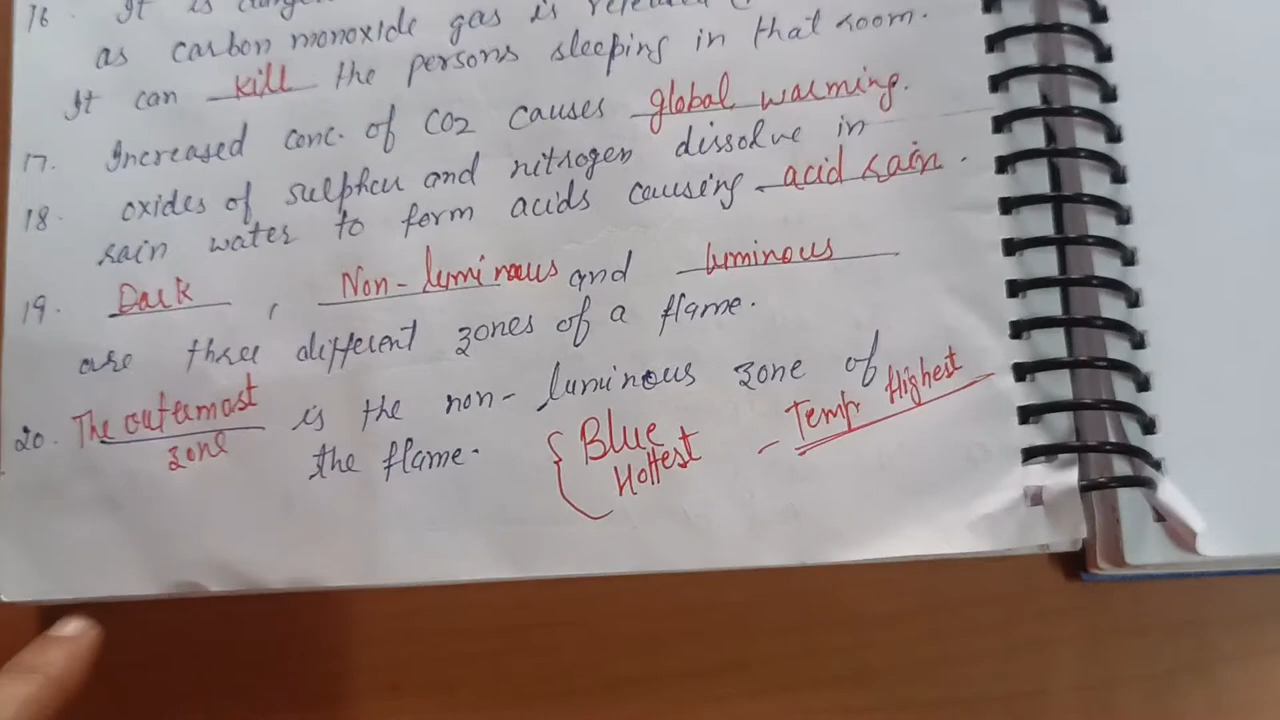 16. It is
as carbon monoxide gas is
It can kill the persons sleeping in that room.
17. Increased conc. of CO2 causes global warming.
18. oxides of sulphur and nitrogen dissolve in
rain water to form acids causing acid rain.
19. Dark, Non-luminous and luminous
are three different zones of a flame.
20. The outermost zone is the non-luminous zone of
the flame. { Blue Hottest - Temp Highest